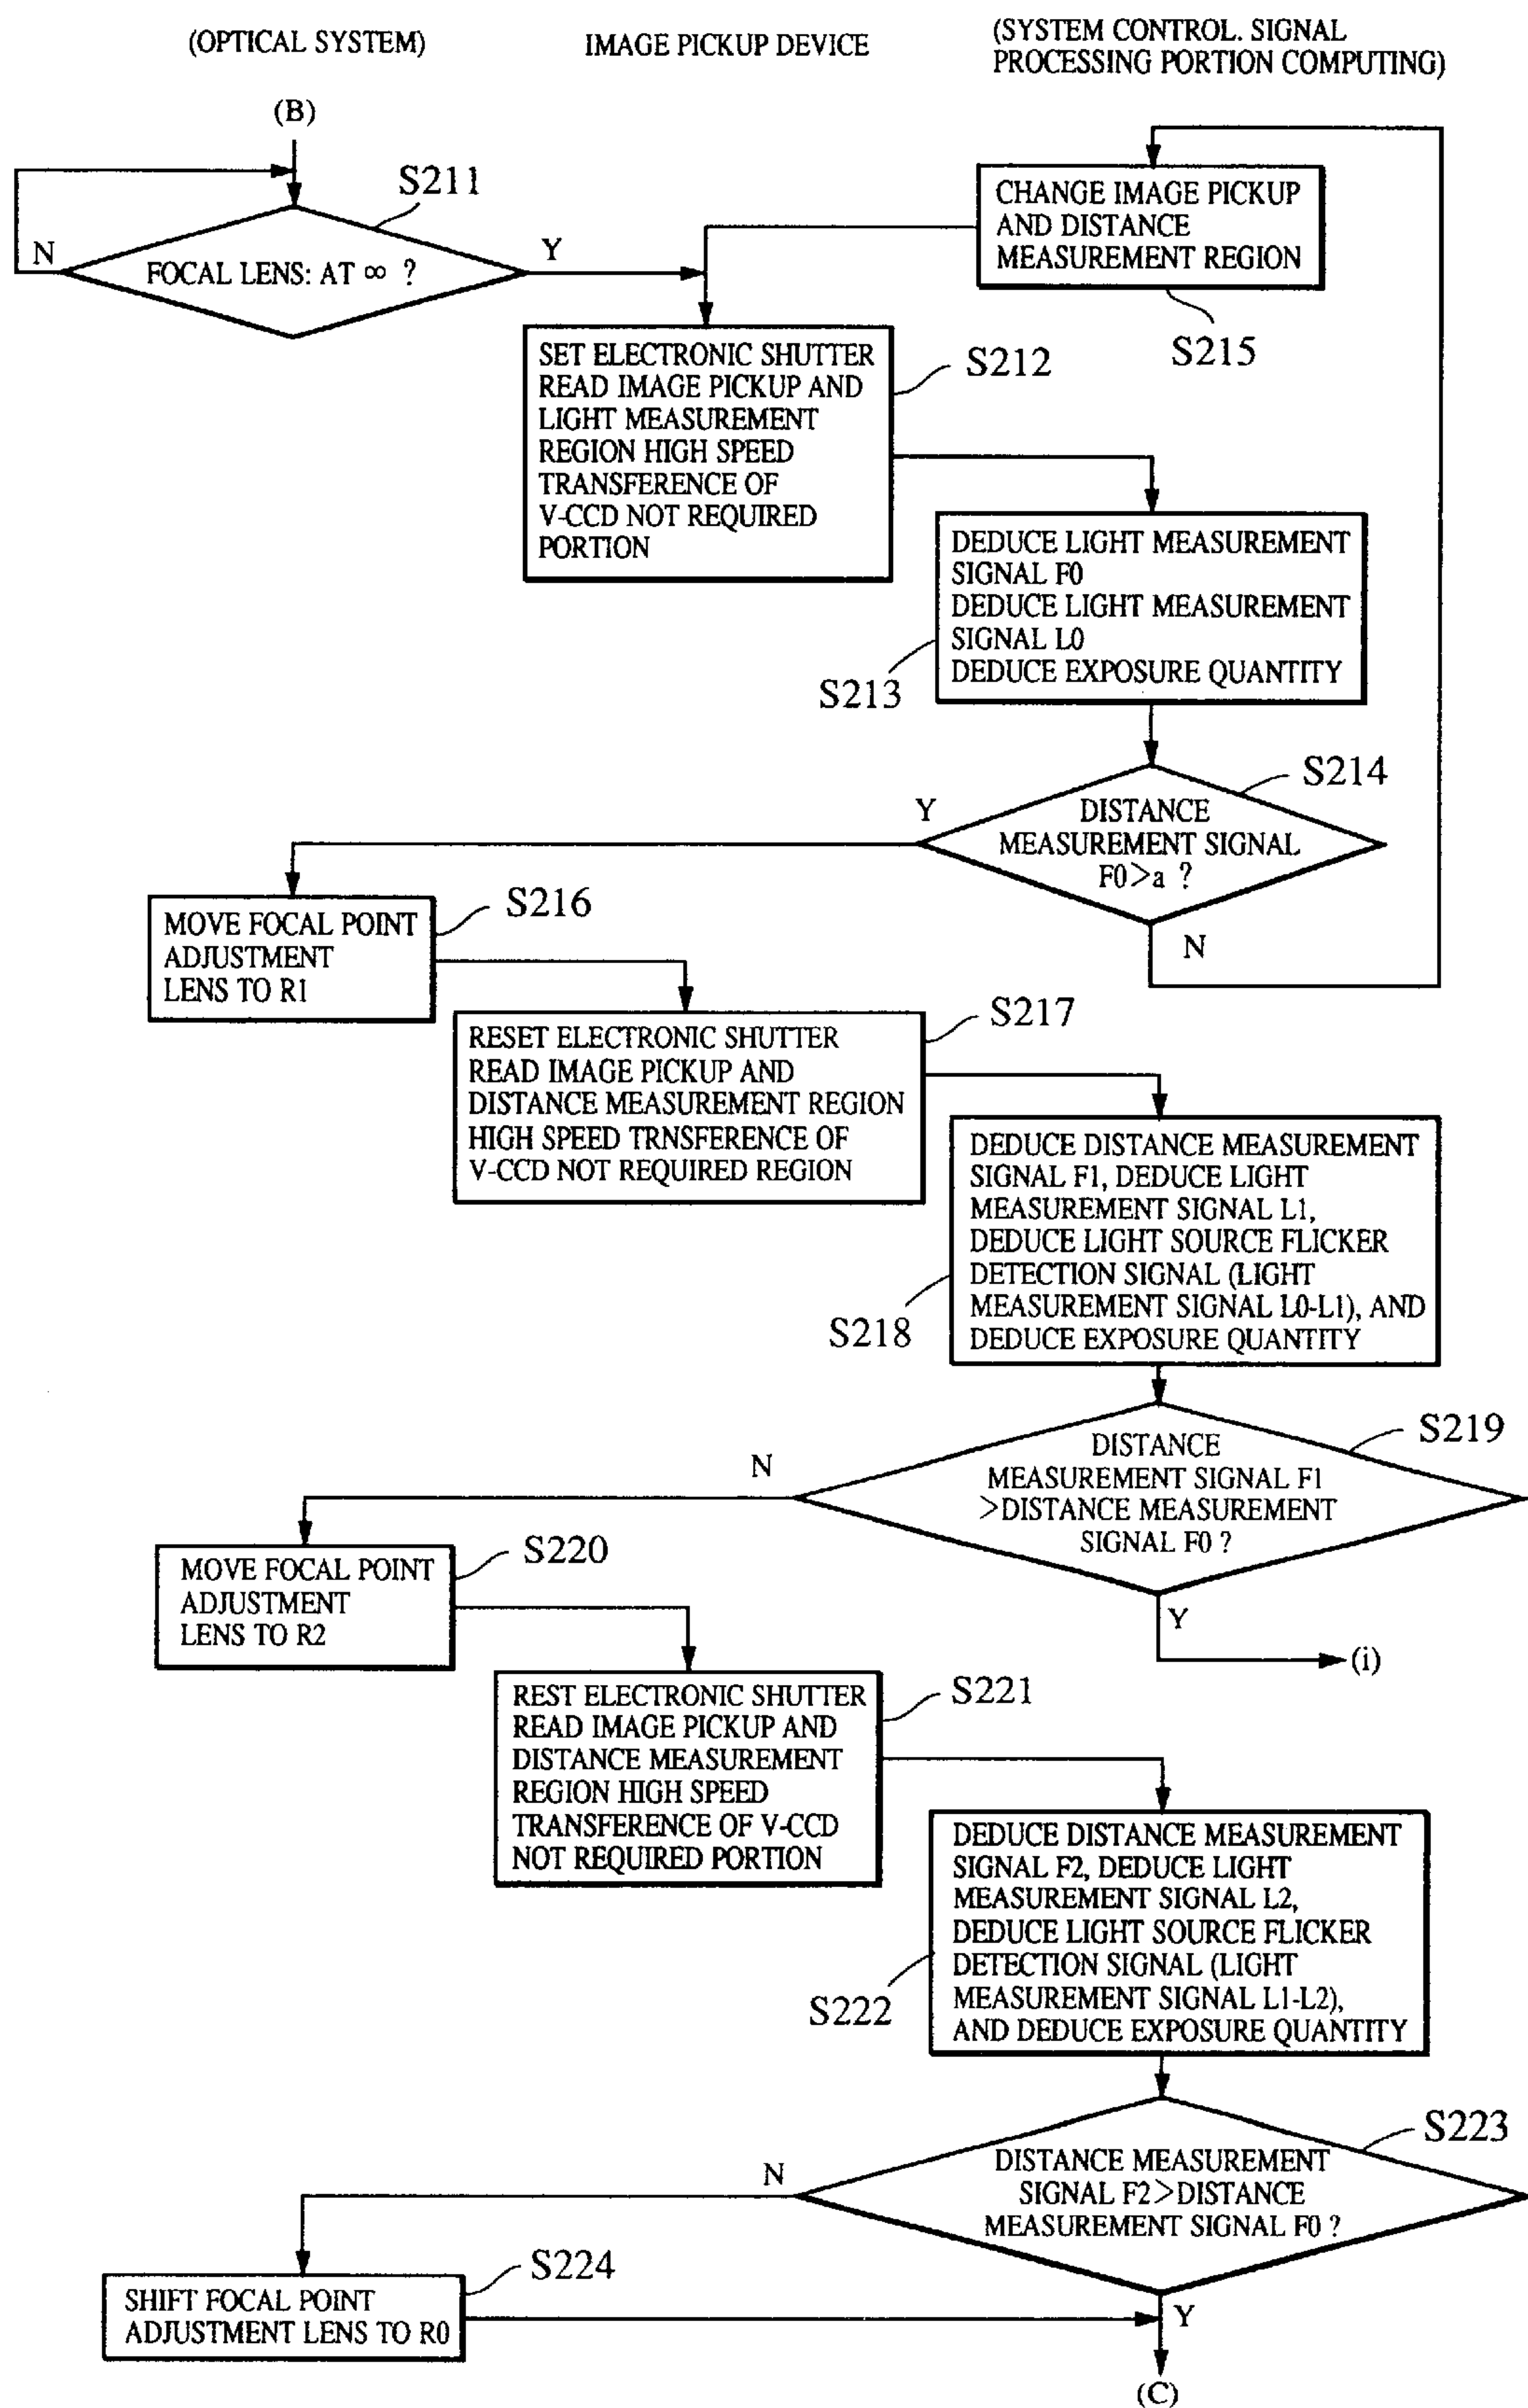 (OPTICAL SYSTEM)
IMAGE PICKUP DEVICE
(SYSTEM CONTROL. SIGNAL
PROCESSING PORTION COMPUTING)
(B)
S211
N
FOCAL LENS: AT ∞ ?
Y
CHANGE IMAGE PICKUP
AND DISTANCE
MEASUREMENT REGION
S215
SET ELECTRONIC SHUTTER
READ IMAGE PICKUP AND
LIGHT MEASUREMENT
REGION HIGH SPEED
TRANSFERENCE OF
V-CCD NOT REQUIRED
PORTION
S212
DEDUCE LIGHT MEASUREMENT
SIGNAL F0
DEDUCE LIGHT MEASUREMENT
SIGNAL L0
DEDUCE EXPOSURE QUANTITY
S213
S214
Y
DISTANCE
MEASUREMENT SIGNAL
F0>a ?
N
MOVE FOCAL POINT
ADJUSTMENT
LENS TO R1
S216
RESET ELECTRONIC SHUTTER
READ IMAGE PICKUP AND
DISTANCE MEASUREMENT REGION
HIGH SPEED TRNSFERENCE OF
V-CCD NOT REQUIRED REGION
S217
DEDUCE DISTANCE MEASUREMENT
SIGNAL F1, DEDUCE LIGHT
MEASUREMENT SIGNAL L1,
DEDUCE LIGHT SOURCE FLICKER
DETECTION SIGNAL (LIGHT
MEASUREMENT SIGNAL L0-L1), AND
DEDUCE EXPOSURE QUANTITY
S218
S219
N
DISTANCE
MEASUREMENT SIGNAL F1
>DISTANCE MEASUREMENT
SIGNAL F0 ?
Y
(i)
MOVE FOCAL POINT
ADJUSTMENT
LENS TO R2
S220
REST ELECTRONIC SHUTTER
READ IMAGE PICKUP AND
DISTANCE MEASUREMENT
REGION HIGH SPEED
TRANSFERENCE OF V-CCD
NOT REQUIRED PORTION
S221
DEDUCE DISTANCE MEASUREMENT
SIGNAL F2, DEDUCE LIGHT
MEASUREMENT SIGNAL L2,
DEDUCE LIGHT SOURCE FLICKER
DETECTION SIGNAL (LIGHT
MEASUREMENT SIGNAL L1-L2),
AND DEDUCE EXPOSURE QUANTITY
S222
S223
N
DISTANCE MEASUREMENT
SIGNAL F2>DISTANCE
MEASUREMENT SIGNAL F0 ?
Y
SHIFT FOCAL POINT
ADJUSTMENT LENS TO R0
S224
(C)